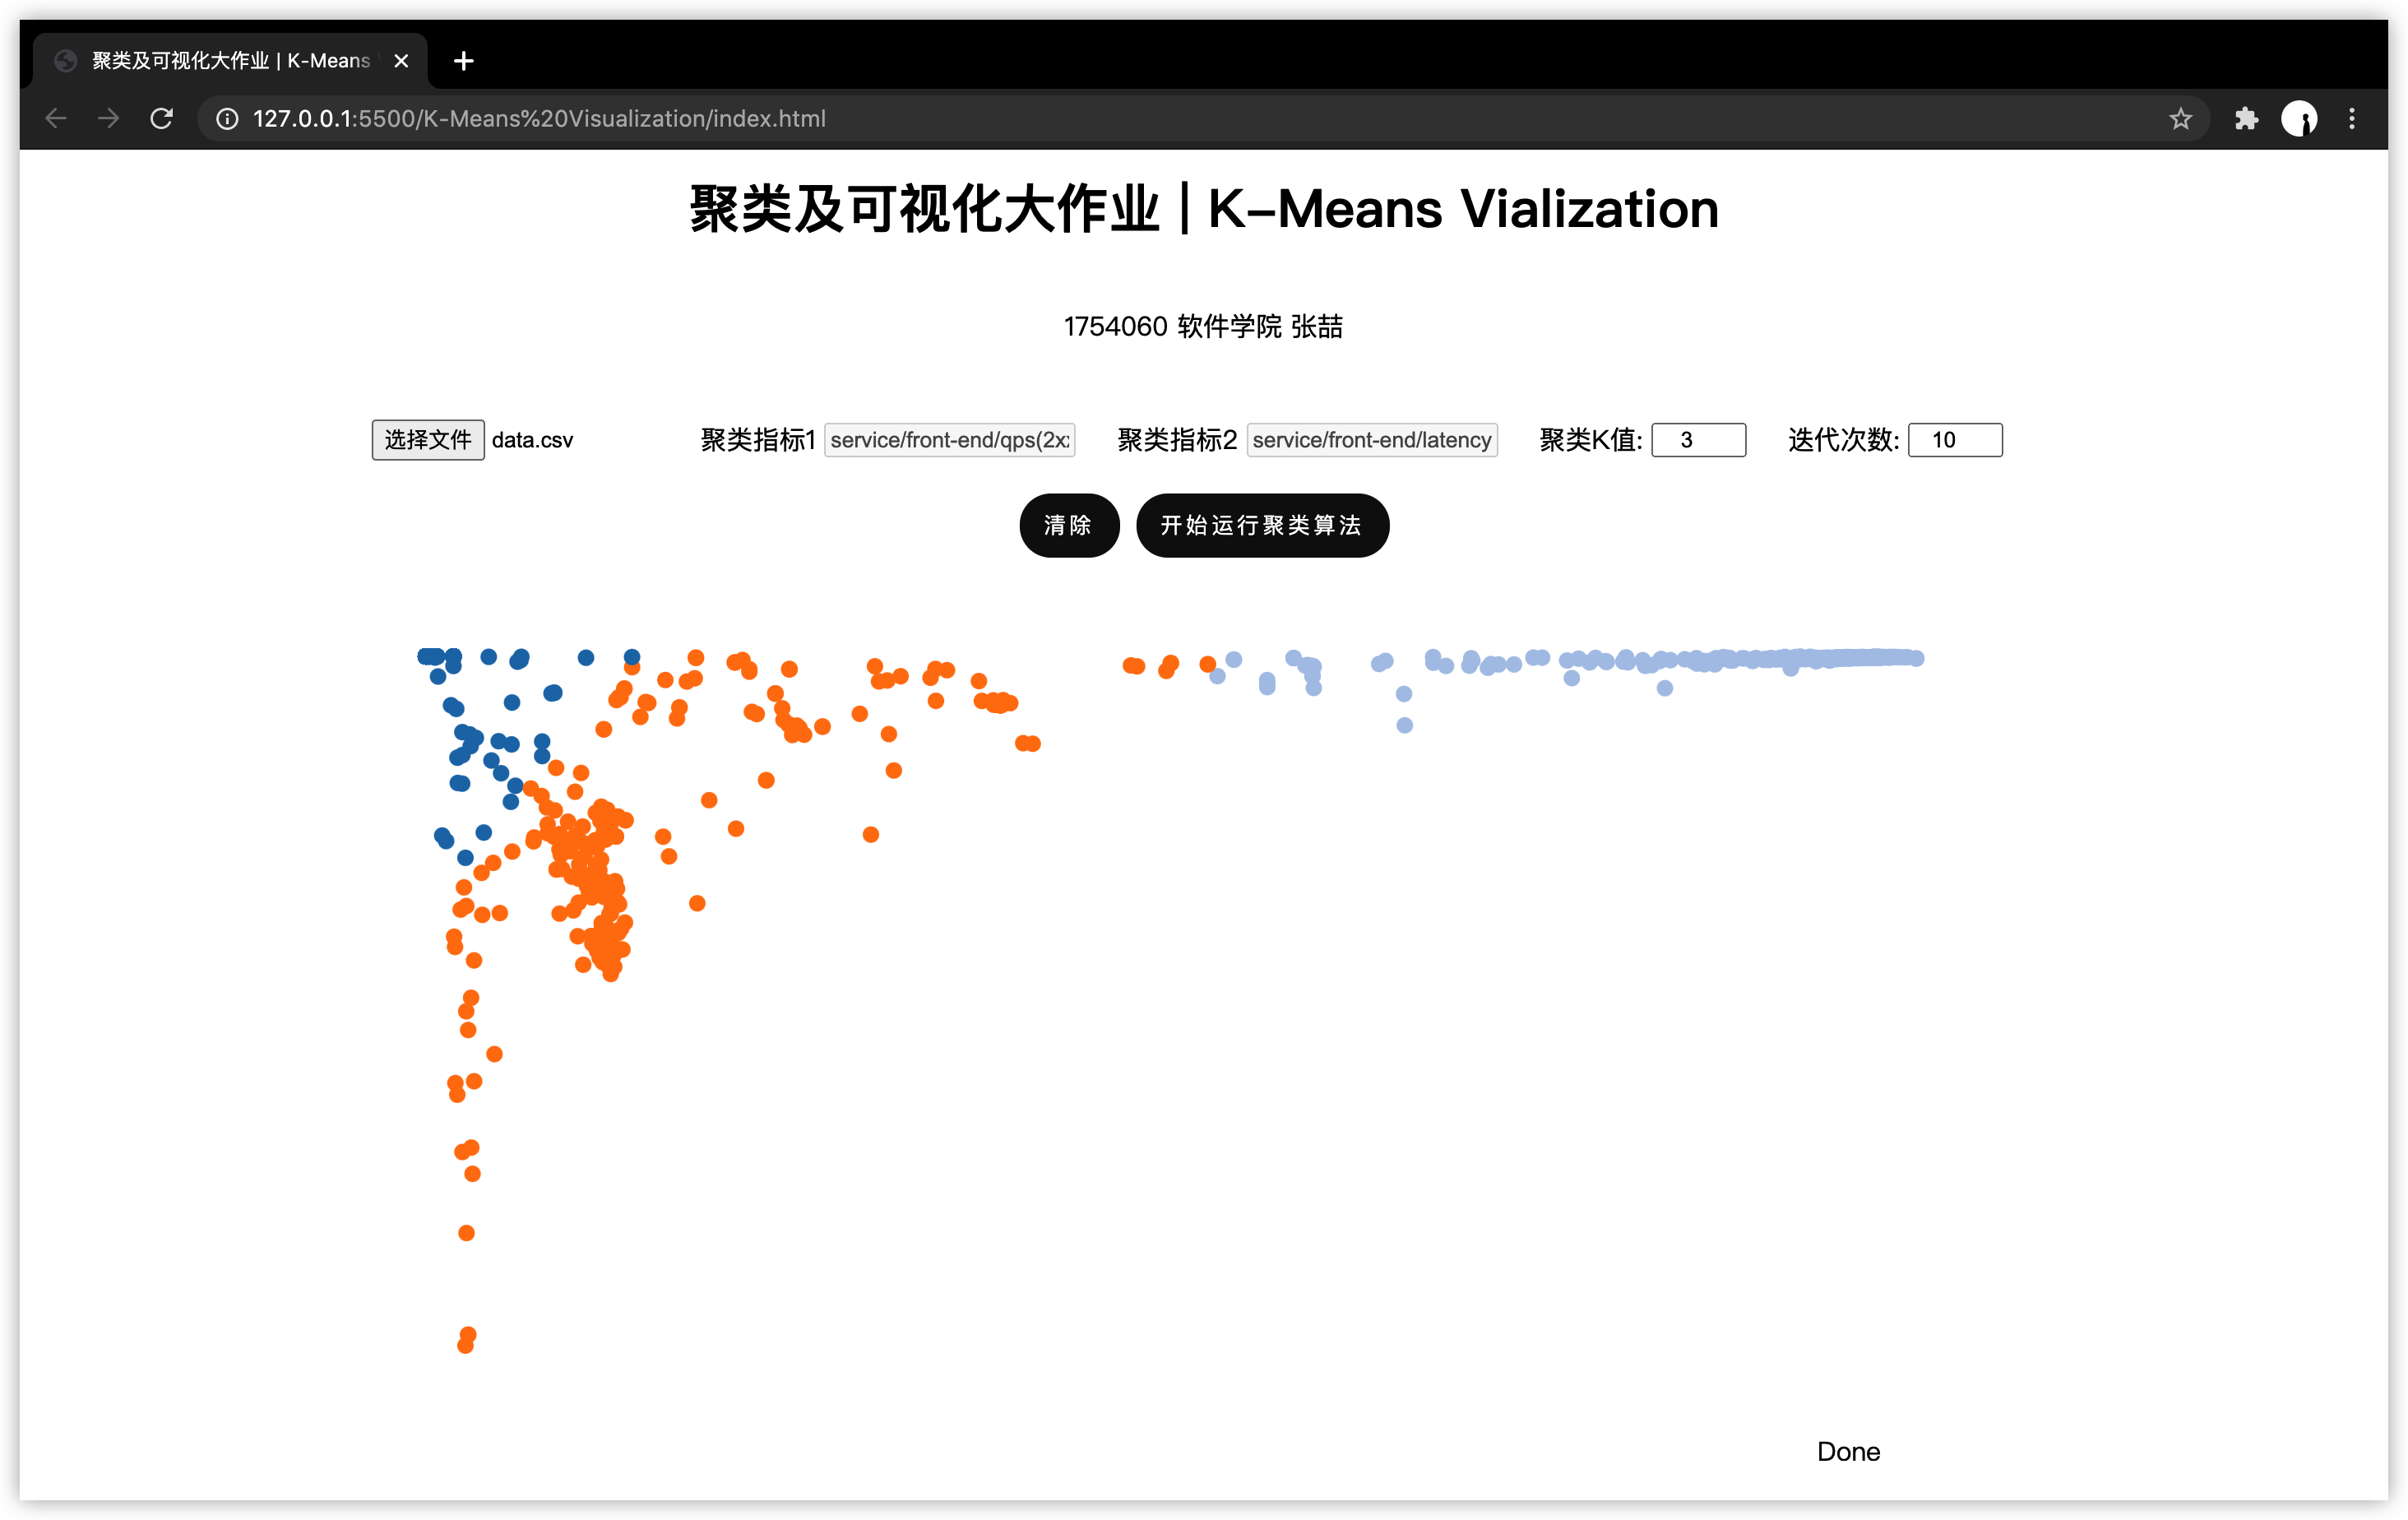 聚类及可视化大作业 | K-Means
127.0.0.1:5500/K-Means%20Visualization/index.html
聚类及可视化大作业 | K-Means Vialization
1754060 软件学院 张喆
选择文件 data.csv 聚类指标1 service/front-end/qps(2xx 聚类指标2 service/front-end/latency 聚类K值: 3 迭代次数: 10
清除 开始运行聚类算法
Done